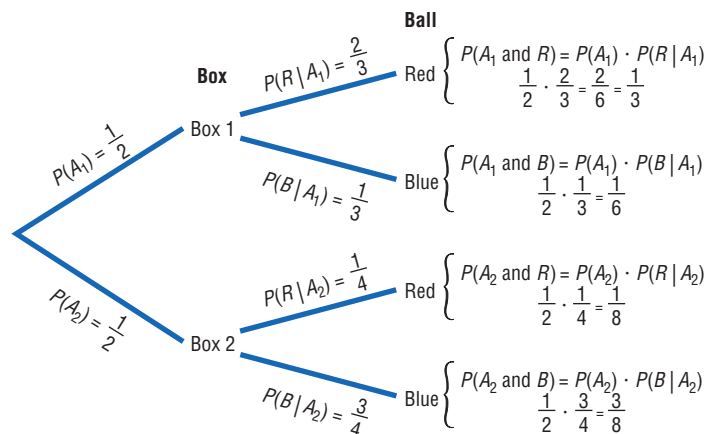 Ball
Box
P(R | A₁) = 2/3
Red { P(A₁ and R) = P(A₁) · P(R | A₁)
1/2 · 2/3 = 2/6 = 1/3
P(A₁) = 1/2
Box 1
P(B | A₁) = 1/3
Blue { P(A₁ and B) = P(A₁) · P(B | A₁)
1/2 · 1/3 = 1/6
P(A₂) = 1/2
Box 2
P(R | A₂) = 1/4
Red { P(A₂ and R) = P(A₂) · P(R | A₂)
1/2 · 1/4 = 1/8
P(B | A₂) = 3/4
Blue { P(A₂ and B) = P(A₂) · P(B | A₂)
1/2 · 3/4 = 3/8